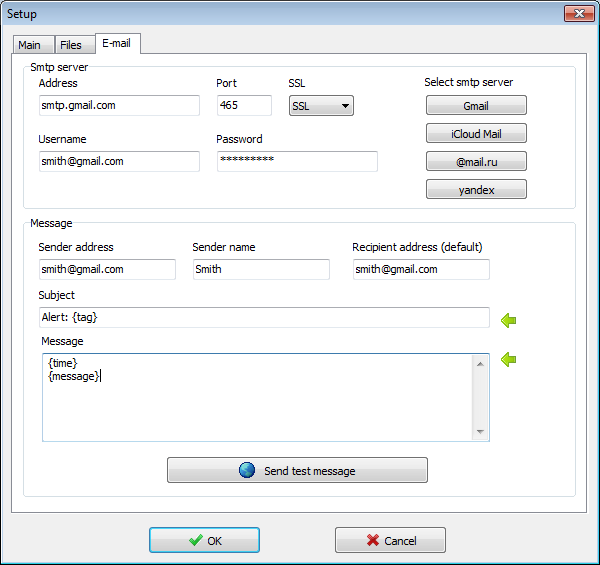 Setup
Main Files E-mail
Smtp server
Address Port SSL Select smtp server
smtp.gmail.com 465 SSL Gmail
iCloud Mail
Username Password
smith@gmail.com ********* @mail.ru
yandex
Message
Sender address Sender name Recipient address (default)
smith@gmail.com Smith smith@gmail.com
Subject
Alert: {tag}
Message
{time}
{message}
Send test message
OK Cancel